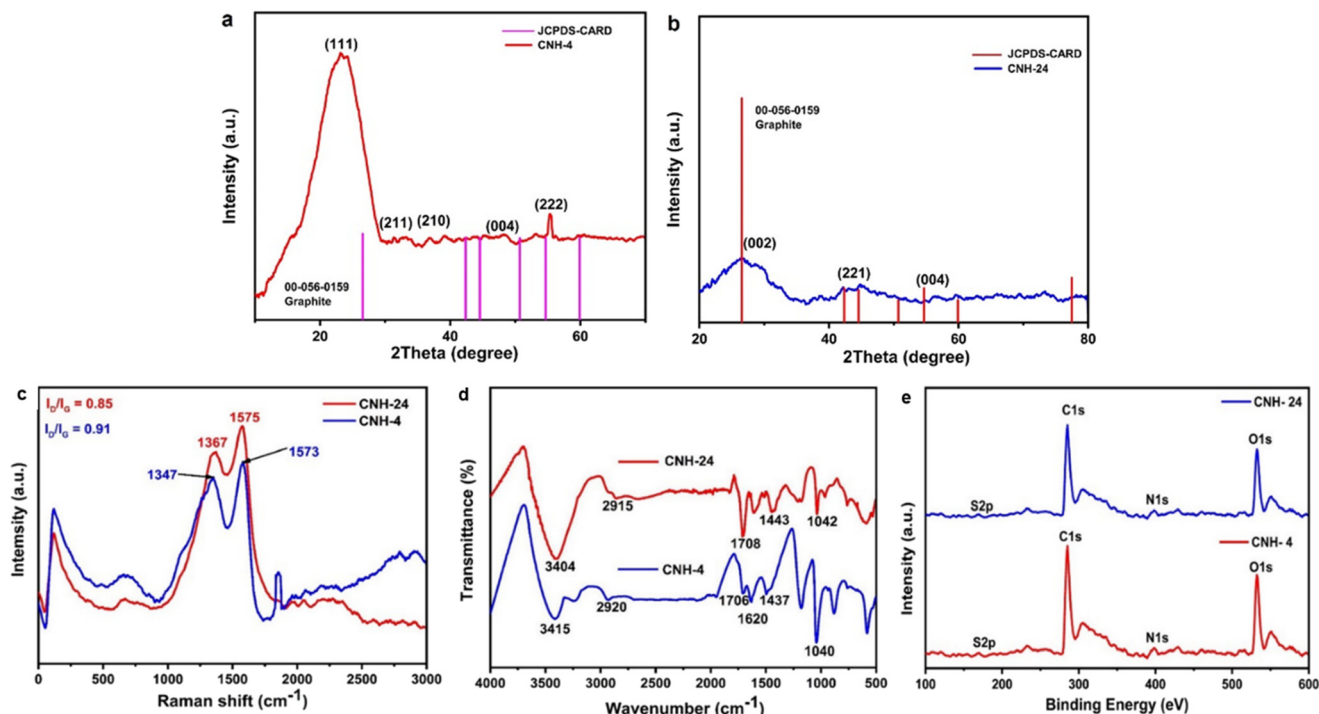 a
(111)
JCPDS-CARD
CNH-4
(211) (210) (004) (222)
00-056-0159
Graphite
Intensity (a.u.)
20 40 60
2Theta (degree)
b
JCPDS-CARD
CNH-24
00-056-0159
Graphite
(002)
(221) (004)
Intensity (a.u.)
20 40 60 80
2Theta (degree)
c
I_D/I_G = 0.85
I_D/I_G = 0.91
CNH-24
CNH-4
1575
1367
1573
1347
Intemsity (a.u.)
0 500 1000 1500 2000 2500 3000
Raman shift (cm⁻¹)
d
CNH-24
2915 1443 1042
1708
3404
CNH-4
2920 1706 1437
1620
3415
1040
Transmittance (%)
4000 3500 3000 2500 2000 1500 1000 500
Wavenumber (cm⁻¹)
e
C1s
CNH- 24
O1s
S2p N1s
C1s
CNH- 4
O1s
S2p N1s
Intensity (a.u.)
100 200 300 400 500 600
Binding Energy (eV)